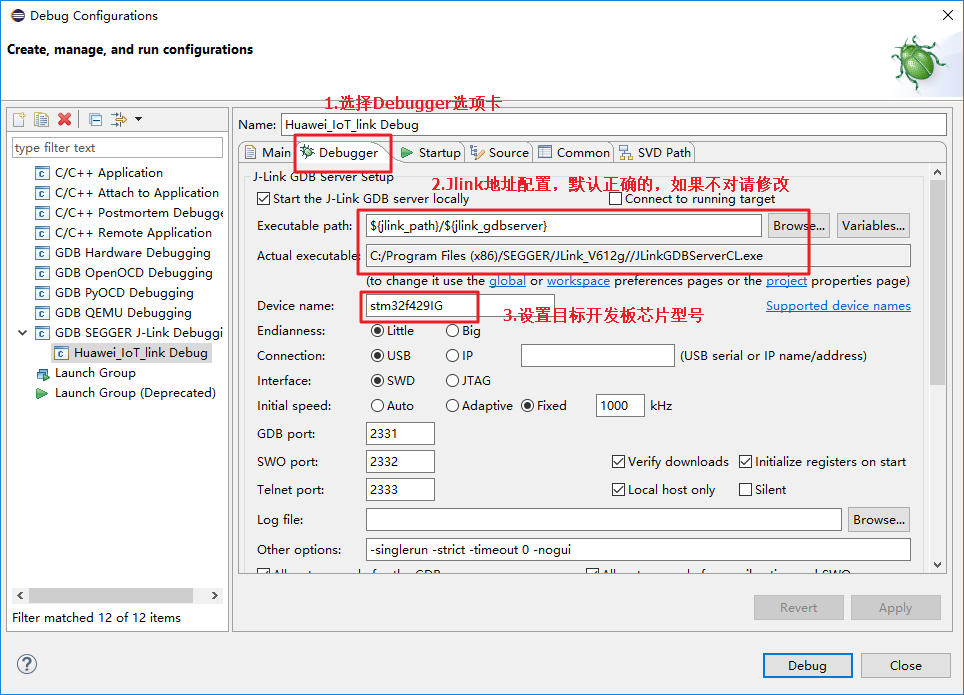 Debug Configurations
Create, manage, and run configurations
type filter text
C/C++ Application
C/C++ Attach to Application
C/C++ Postmortem Debugge
C/C++ Remote Application
GDB Hardware Debugging
GDB OpenOCD Debugging
GDB PyOCD Debugging
GDB QEMU Debugging
GDB SEGGER J-Link Debuggi
Huawei_IoT_link Debug
Launch Group
Launch Group (Deprecated)
Filter matched 12 of 12 items
1.选择Debugger选项卡
Name: Huawei_IoT_link Debug
Main Debugger Startup Source Common SVD Path
J-Link GDB Server Setup
2.Jlink地址配置，默认正确的，如果不对请修改
Start the J-Link GDB server locally Connect to running target
Executable path: ${jlink_path}/${jlink_gdbserver} Browse... Variables...
Actual executable: C:/Program Files (x86)/SEGGER/JLink_V612g//JLinkGDBServerCL.exe
(to change it use the global or workspace preferences pages or the project properties page)
Device name: stm32f429IG Supported device names
3.设置目标开发板芯片型号
Endianness: Little Big
Connection: USB IP (USB serial or IP name/address)
Interface: SWD JTAG
Initial speed: Auto Adaptive Fixed 1000 kHz
GDB port: 2331
SWO port: 2332 Verify downloads Initialize registers on start
Telnet port: 2333 Local host only Silent
Log file: Browse...
Other options: -singlerun -strict -timeout 0 -nogui
Revert Apply
Debug Close